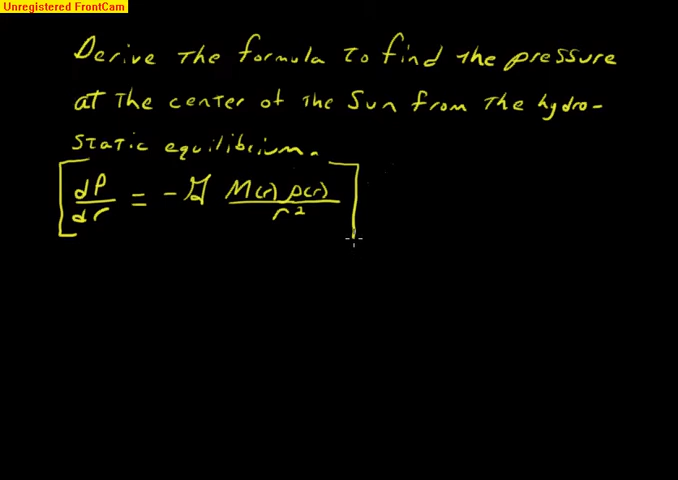 Unregistered FrontCam
Derive the formula to find the pressure
at the center of the Sun from the hydro-
static equilibrium.
[dP/dr = -G M(r) ρ(r)/r²]